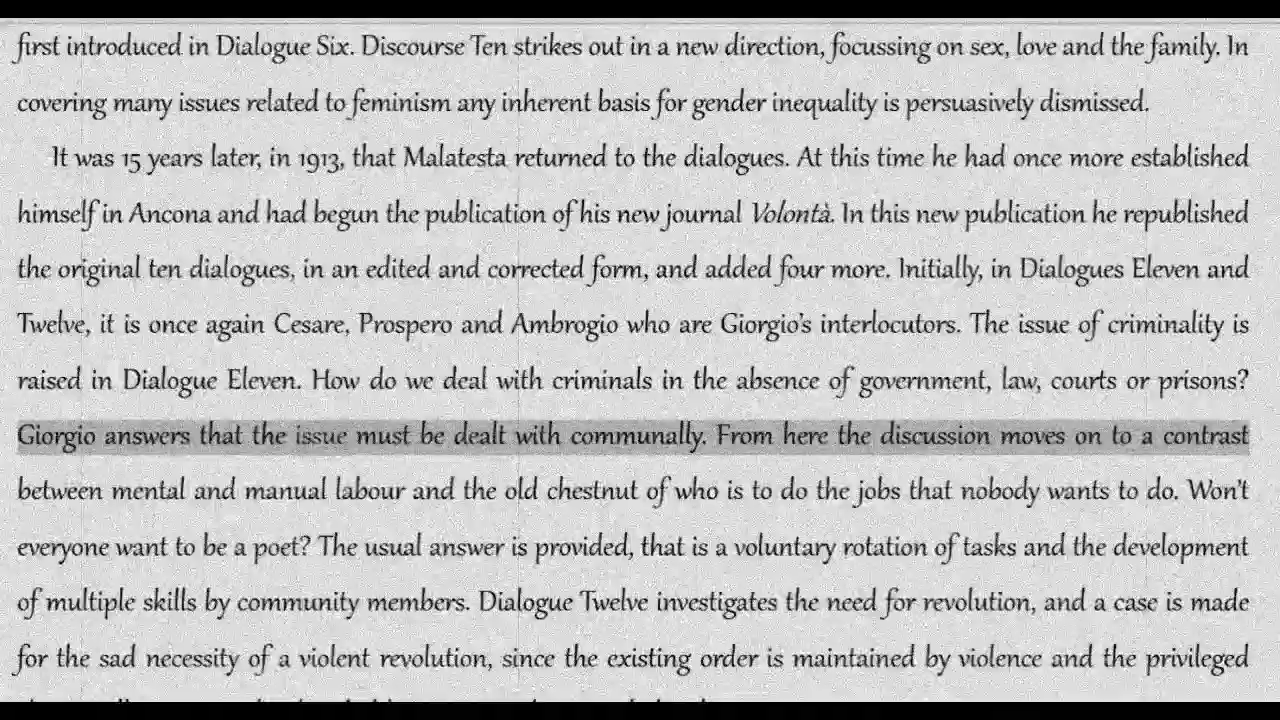 first introduced in Dialogue Six. Discourse Ten strikes out in a new direction, focussing on sex, love and the family. In
covering many issues related to feminism any inherent basis for gender inequality is persuasively dismissed.
It was 15 years later, in 1913, that Malatesta returned to the dialogues. At this time he had once more established
himself in Ancona and had begun the publication of his new journal Volontà. In this new publication he republished
the original ten dialogues, in an edited and corrected form, and added four more. Initially, in Dialogues Eleven and
Twelve, it is once again Cesare, Prospero and Ambrogio who are Giorgio's interlocutors. The issue of criminality is
raised in Dialogue Eleven. How do we deal with criminals in the absence of government, law, courts or prisons?
Giorgio answers that the issue must be dealt with communally. From here the discussion moves on to a contrast
between mental and manual labour and the old chestnut of who is to do the jobs that nobody wants to do. Won't
everyone want to be a poet? The usual answer is provided, that is a voluntary rotation of tasks and the development
of multiple skills by community members. Dialogue Twelve investigates the need for revolution, and a case is made
for the sad necessity of a violent revolution, since the existing order is maintained by violence and the privileged